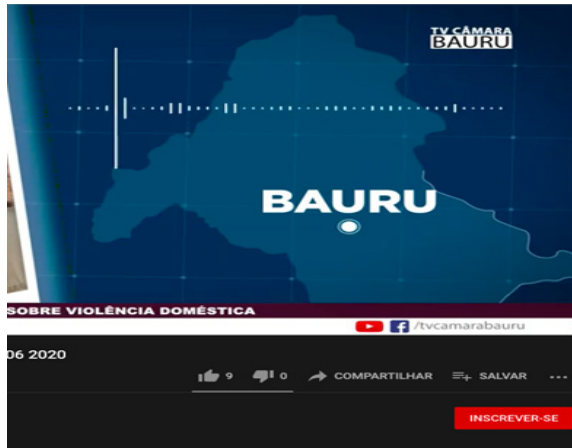 TV CÂMARA
BAURU
BAURU
SOBRE VIOLÊNCIA DOMÉSTICA
/tvcamarabauru
06 2020
9 0 COMPARTILHAR SALVAR ...
INSCREVER-SE